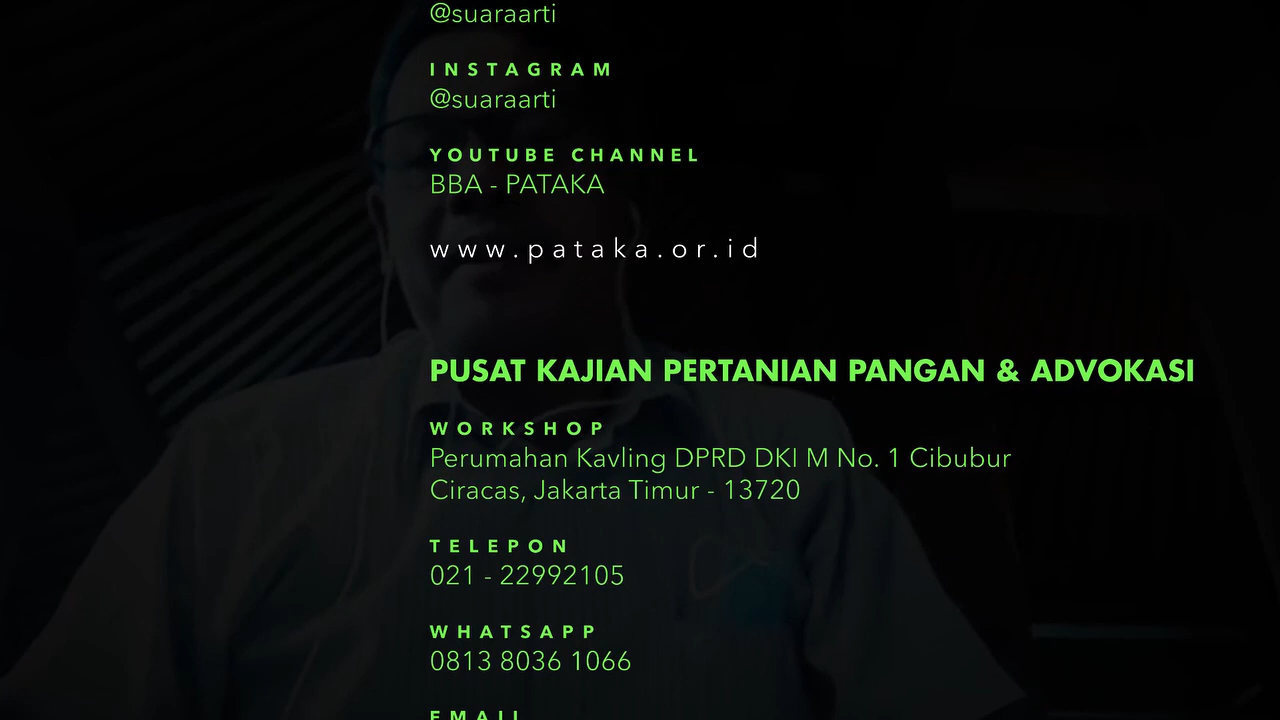 @suaraarti
INSTAGRAM
@suaraarti
YOUTUBE CHANNEL
BBA - PATAKA
www.pataka.or.id
PUSAT KAJIAN PERTANIAN PANGAN & ADVOKASI
WORKSHOP
Perumahan Kavling DPRD DKI M No. 1 Cibubur
Ciracas, Jakarta Timur - 13720
TELEPON
021 - 22992105
WHATSAPP
0813 8036 1066
EMAIL